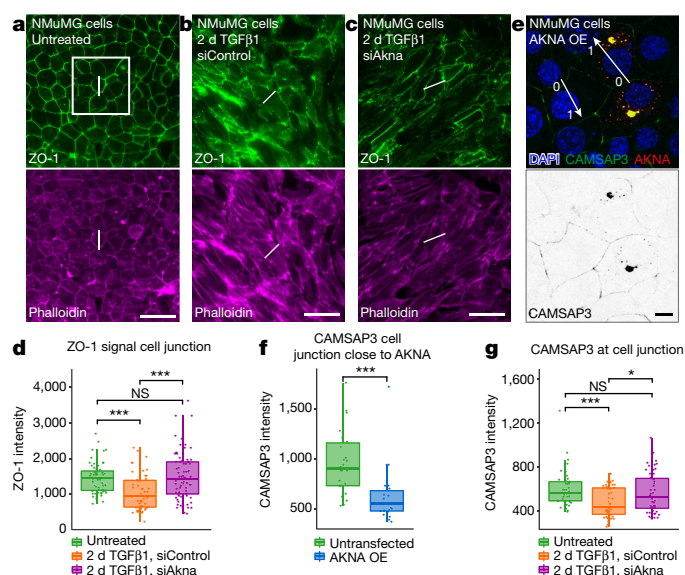 a
NMuMG cells
Untreated
ZO-1
Phalloidin
b
NMuMG cells
2 d TGFβ1
siControl
ZO-1
Phalloidin
c
NMuMG cells
2 d TGFβ1
siAkna
ZO-1
Phalloidin
e
NMuMG cells
AKNA OE
1
0
0
1
DAPI CAMSAP3 AKNA
CAMSAP3
d
ZO-1 signal cell junction
***
NS
***
ZO-1 intensity
4,000
3,000
2,000
1,000
0
Untreated
2 d TGFβ1, siControl
2 d TGFβ1, siAkna
f
CAMSAP3 cell
junction close to AKNA
***
CAMSAP3 intensity
1,500
1,000
500
Untransfected
AKNA OE
g
CAMSAP3 at cell junction
*
NS
***
CAMSAP3 intensity
1,600
1,200
800
400
Untreated
2 d TGFβ1, siControl
2 d TGFβ1, siAkna